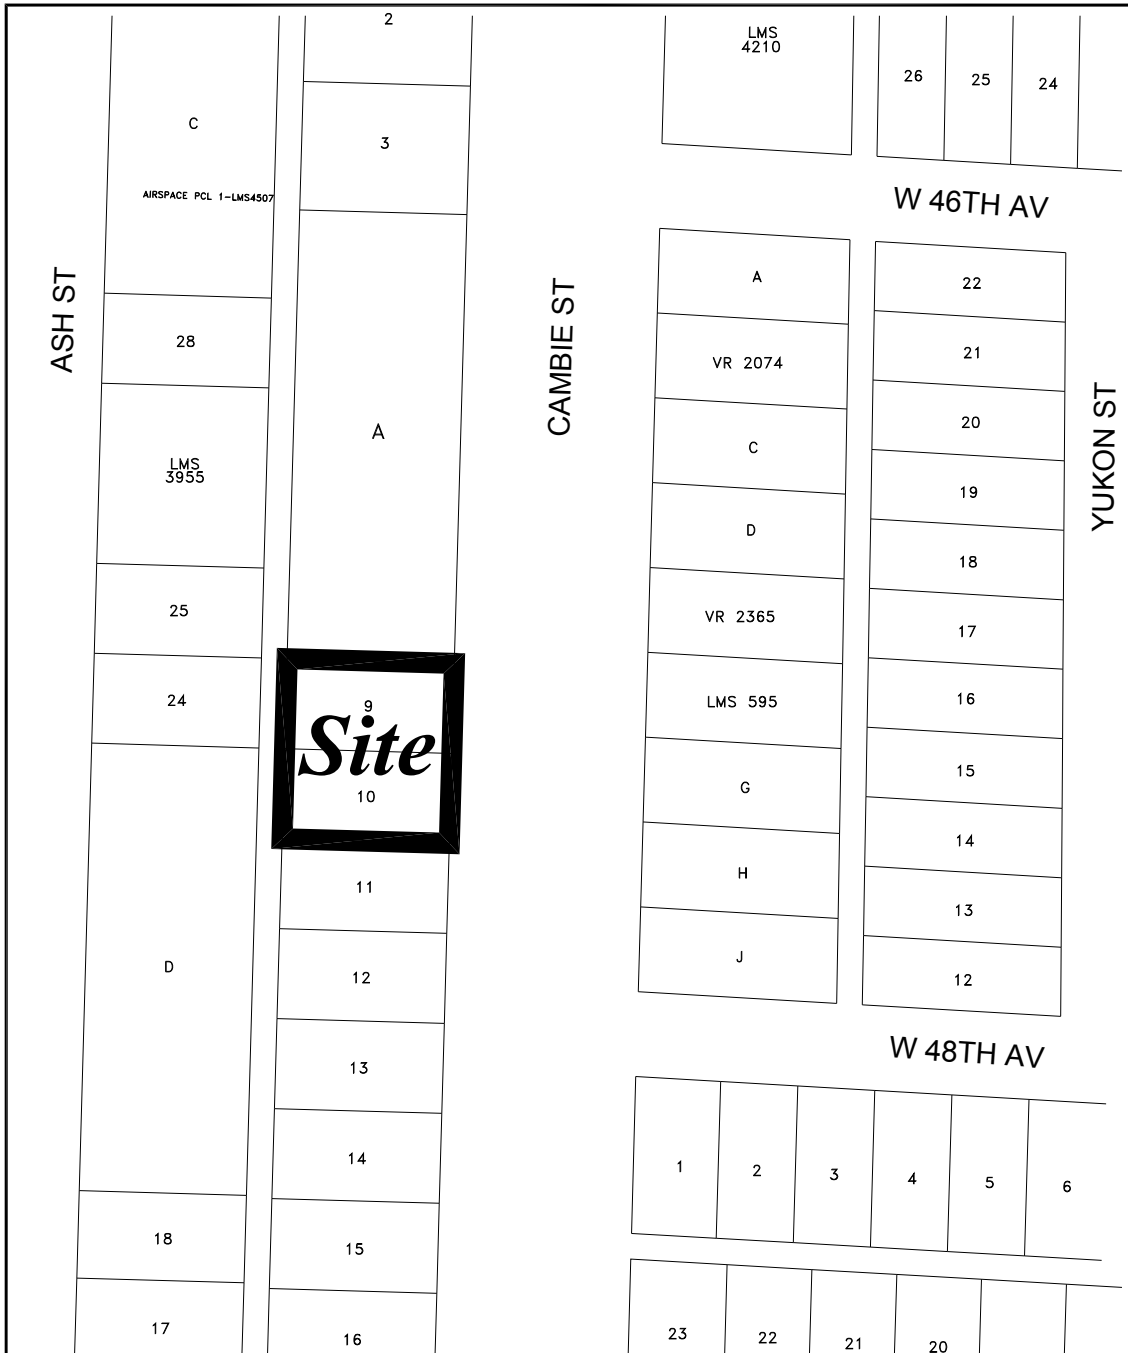 2
3
A
9
Site
10
11
12
13
14
15
16
C
AIRSPACE PCL 1-LMS4507
28
LMS
3955
25
24
D
18
17
ASH ST
CAMBIE ST
LMS
4210
26
25
24
W 46TH AV
A
VR 2074
C
D
VR 2365
LMS 595
G
H
J
22
21
20
19
18
17
16
15
14
13
12
YUKON ST
W 48TH AV
1
2
3
4
5
6
23
22
21
20